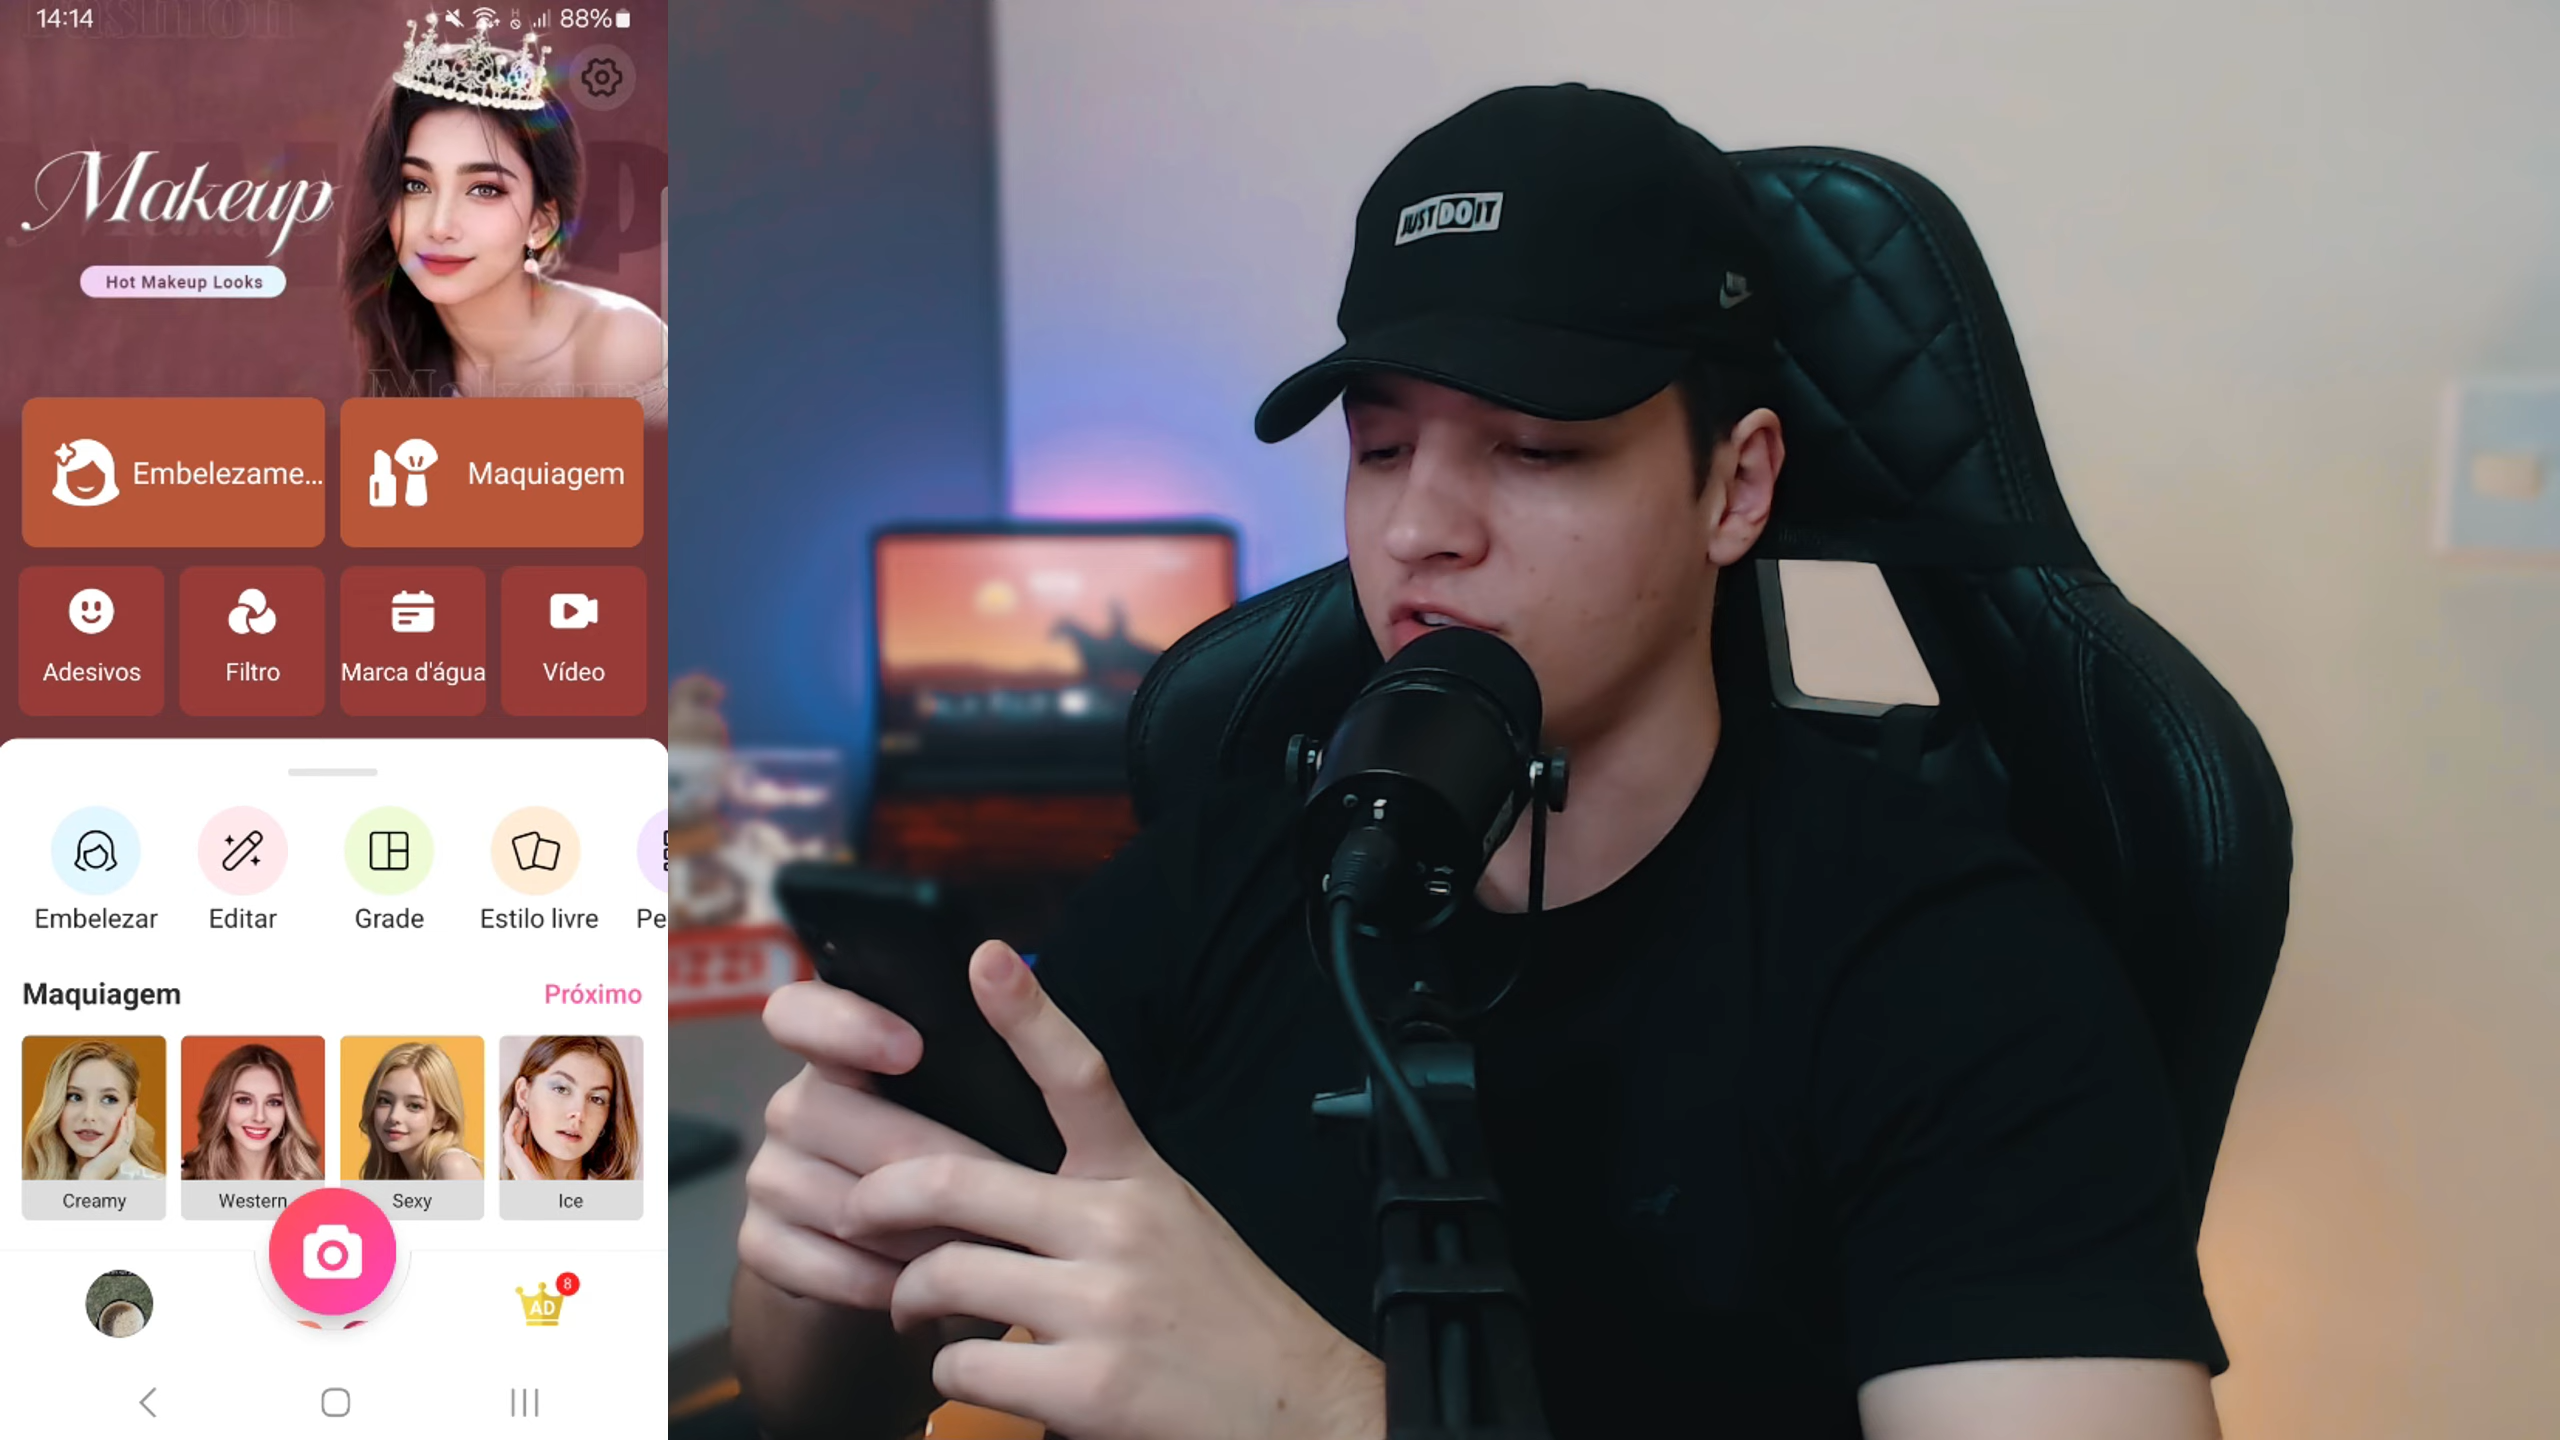 14:14
88%
Makeup
Hot Makeup Looks
Embelezame...
Maquiagem
Adesivos
Filtro
Marca d'água
Vídeo
Embelezar
Editar
Grade
Estilo livre
Pe
Maquiagem
Próximo
Creamy
Western
Sexy
Ice
AD
8
JUST DO IT